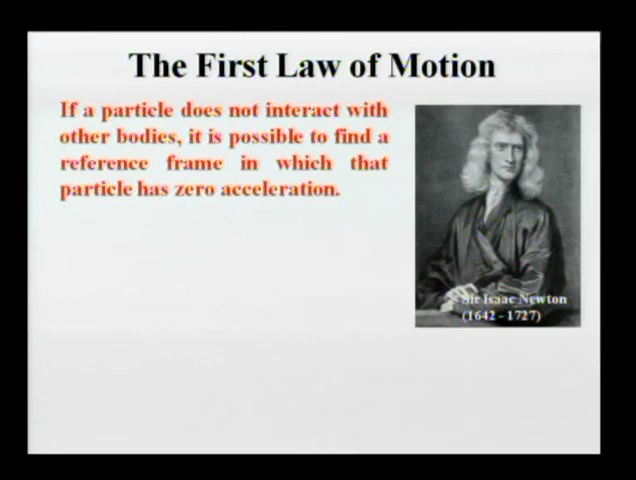 The First Law of Motion
If a particle does not interact with
other bodies, it is possible to find a
reference frame in which that
particle has zero acceleration.
Sir Isaac Newton
(1642 - 1727)